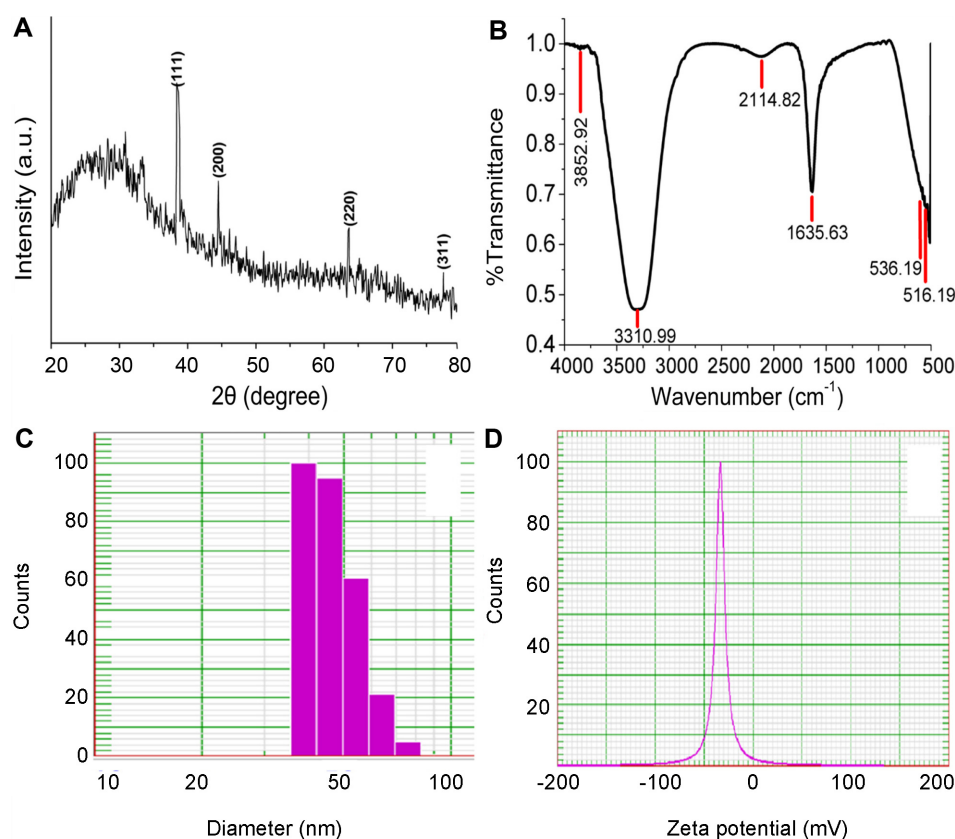 A
Intensity (a.u.)
(111)
(200)
(220)
(311)
20 30 40 50 60 70 80
2θ (degree)
B
%Transmittance
1.0
0.9
0.8
0.7
0.6
0.5
0.4
3852.92
3310.99
2114.82
1635.63
536.19
516.19
4000 3500 3000 2500 2000 1500 1000 500
Wavenumber (cm⁻¹)
C
Counts
100
80
60
40
20
0
10 20 50 100
Diameter (nm)
D
Counts
100
80
60
40
20
-200 -100 0 100 200
Zeta potential (mV)